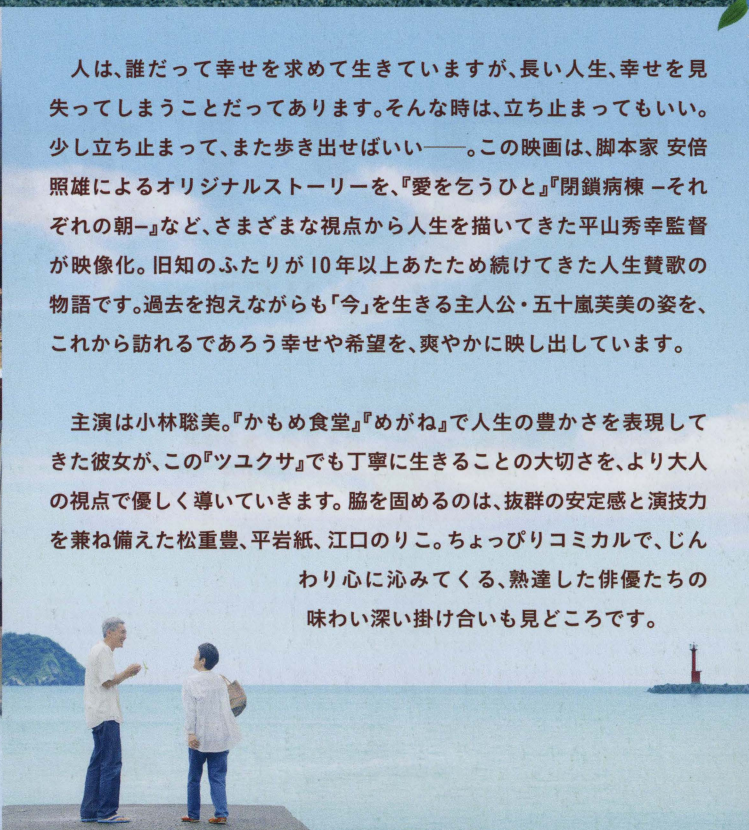 人は、誰だって幸せを求めて生きていますが、長い人生、幸せを見
失ってしまうことだってあります。そんな時は、立ち止まってもいい。
少し立ち止まって、また歩き出せばいい──。この映画は、脚本家 安倍
照雄によるオリジナルストーリーを、『愛を乞うひと』『閉鎖病棟 ―それ
ぞれの朝―』など、さまざまな視点から人生を描いてきた平山秀幸監督
が映像化。旧知のふたりが10年以上あたため続けてきた人生賛歌の
物語です。過去を抱えながらも「今」を生きる主人公・五十嵐芙美の姿を、
これから訪れるであろう幸せや希望を、爽やかに映し出しています。
主演は小林聡美。『かもめ食堂』『めがね』で人生の豊かさを表現して
きた彼女が、この『ツユクサ』でも丁寧に生きることの大切さを、より大人
の視点で優しく導いていきます。脇を固めるのは、抜群の安定感と演技力
を兼ね備えた松重豊、平岩紙、江口のりこ。ちょっぴりコミカルで、じん
わり心に沁みてくる、熟達した俳優たちの
味わい深い掛け合いも見どころです。